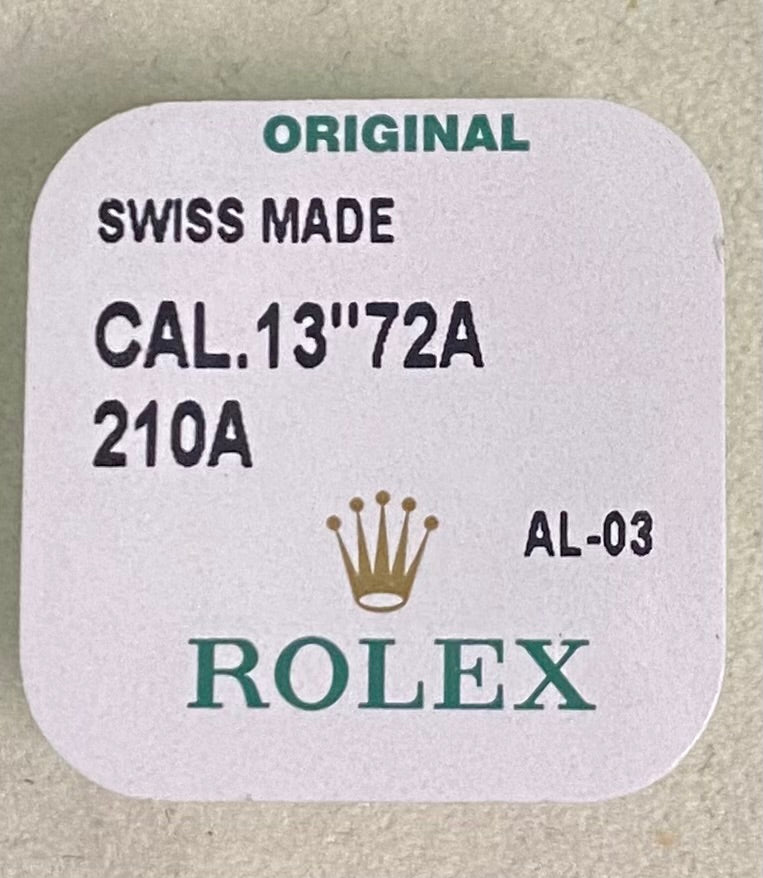 ORIGINAL
SWISS MADE
CAL.13"72A
210A
AL-03
ROLEX